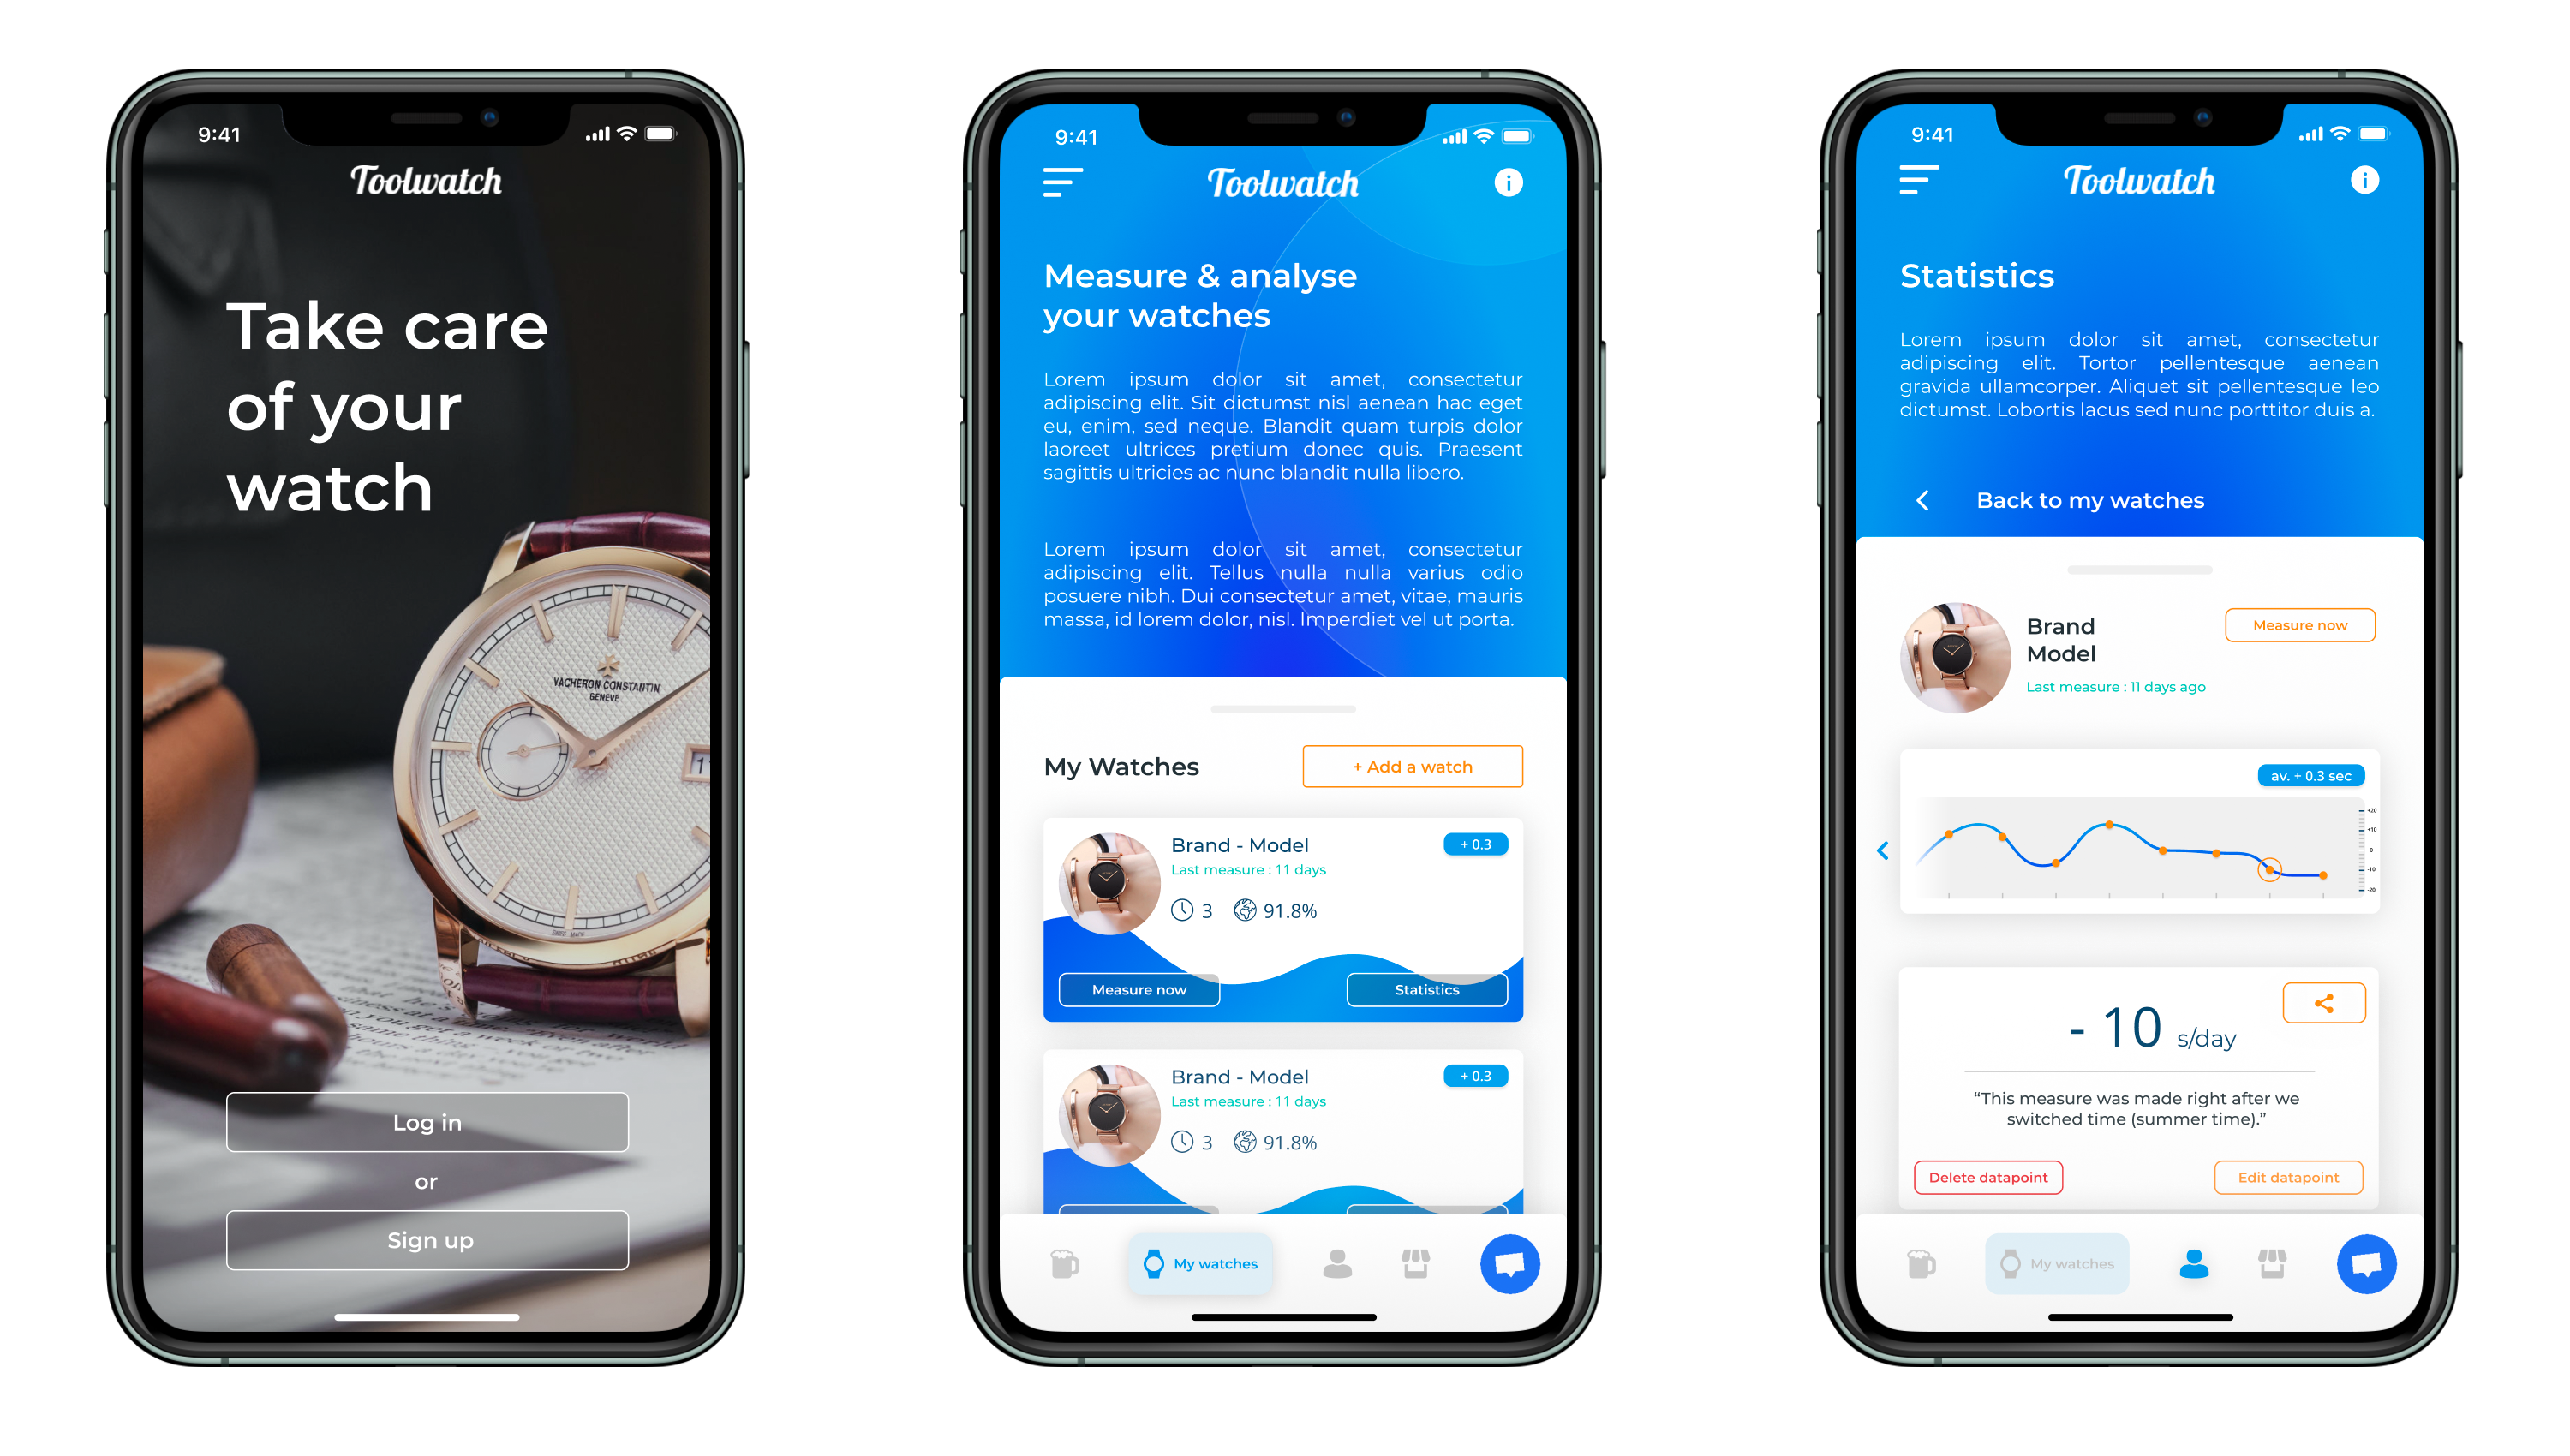 9:41
Toolwatch
Take care
of your
watch
VACHERON CONSTANTIN
GENEVE
SWISS MADE
Log in
or
Sign up
9:41
Toolwatch
Measure & analyse
your watches
Lorem ipsum dolor sit amet, consectetur
adipiscing elit. Sit dictumst nisl aenean hac eget
eu, enim, sed neque. Blandit quam turpis dolor
laoreet ultrices pretium donec quis. Praesent
sagittis ultricies ac nunc blandit nulla libero.
Lorem ipsum dolor sit amet, consectetur
adipiscing elit. Tellus nulla nulla varius odio
posuere nibh. Dui consectetur amet, vitae, mauris
massa, id lorem dolor, nisl. Imperdiet vel ut porta.
My Watches
+ Add a watch
Brand - Model
+ 0.3
Last measure : 11 days
3 91.8%
Measure now
Statistics
Brand - Model
+ 0.3
Last measure : 11 days
3 91.8%
My watches
9:41
Toolwatch
Statistics
Lorem ipsum dolor sit amet, consectetur
adipiscing elit. Tortor pellentesque aenean
gravida ullamcorper. Aliquet sit pellentesque leo
dictumst. Lobortis lacus sed nunc porttitor duis a.
Back to my watches
Brand
Model
Measure now
Last measure : 11 days ago
av. + 0.3 sec
+20
+10
0
-10
-20
- 10 s/day
“This measure was made right after we
switched time (summer time).”
Delete datapoint
Edit datapoint
My watches